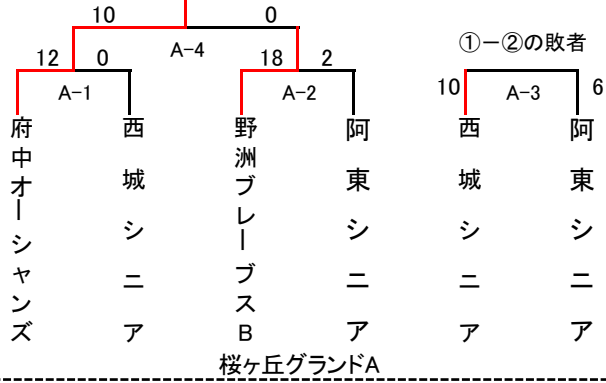 10 0
A-4
①－②の敗者
12 0
18 2
A-1
A-2
10 A-3 6
府中オーシャンズ
西城シニア
野洲ブレーブスB
阿東シニア
西城シニア
阿東シニア
桜ヶ丘グランドA